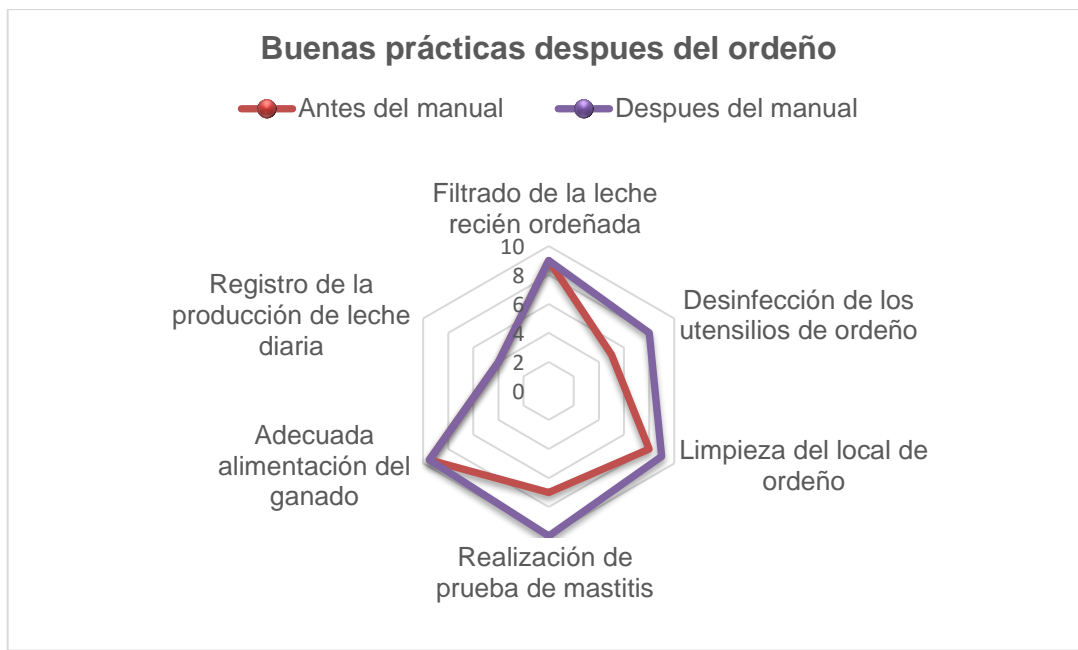 Buenas prácticas despues del ordeño
Antes del manual
Despues del manual
Filtrado de la leche
recién ordeñada
10
8
6
4
2
0
Desinfección de los
utensilios de ordeño
Limpieza del local de
ordeño
Realización de
prueba de mastitis
Adecuada
alimentación del
ganado
Registro de la
producción de leche
diaria